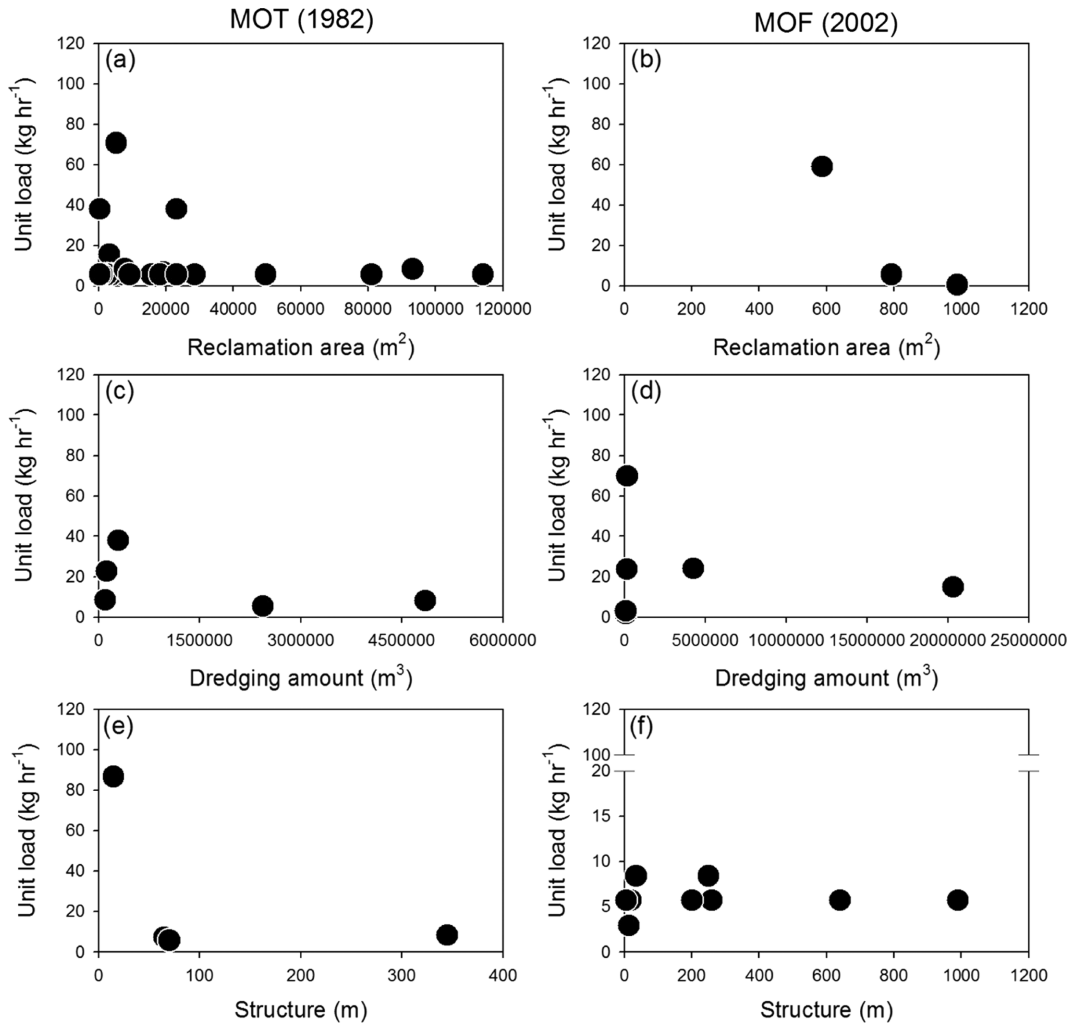 MOT (1982)
MOF (2002)
(a)
120
100
80
60
40
20
0
Unit load (kg hr-1)
0 20000 40000 60000 80000 100000 120000
Reclamation area (m2)
(b)
120
100
80
60
40
20
0
Unit load (kg hr-1)
0 200 400 600 800 1000 1200
Reclamation area (m2)
(c)
120
100
80
60
40
20
0
Unit load (kg hr-1)
0 1500000 3000000 4500000 6000000
Dredging amount (m3)
(d)
120
100
80
60
40
20
0
Unit load (kg hr-1)
0 5000000 10000000 15000000 20000000 25000000
Dredging amount (m3)
(e)
120
100
80
60
40
20
0
Unit load (kg hr-1)
0 100 200 300 400
Structure (m)
(f)
120
100
20
15
10
5
0
Unit load (kg hr-1)
0 200 400 600 800 1000 1200
Structure (m)